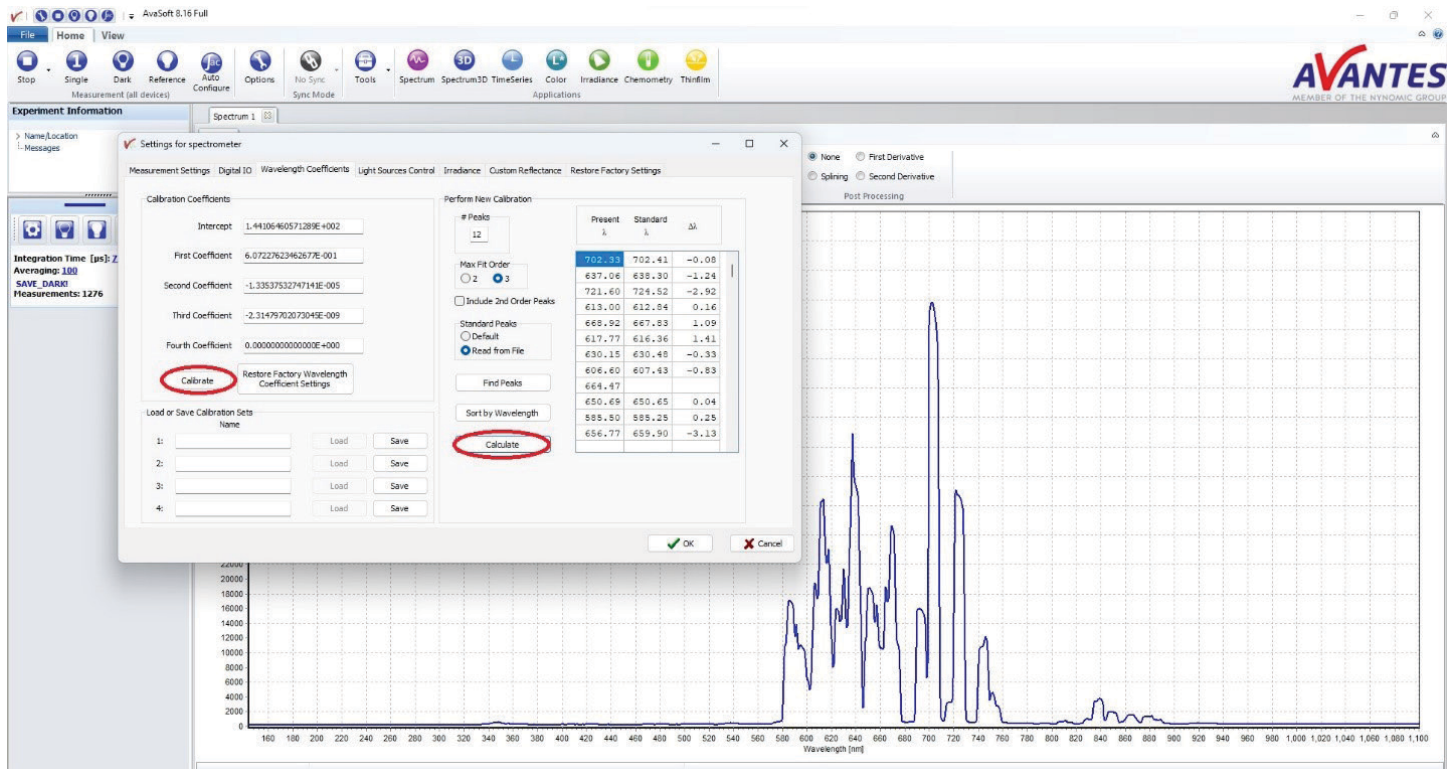 AvaSoft 8.16 Full
File Home View
Stop Single Dark Reference Auto Configure Options No Sync Tools Spectrum Spectrum3D TimeSeries Color Irradiance Chemometry Thinfilm
Measurement (all devices) Sync Mode Applications
AVANTES
MEMBER OF THE NYNOMIC GROUP
Experiment Information
Name/Location
Messages
Spectrum 1
None First Derivative
Splining Second Derivative
Post Processing
Integration Time [µs]:
Averaging: 100
SAVE_DARK!
Measurements: 1276
Settings for spectrometer
Measurement Settings Digital IO Wavelength Coefficients Light Sources Control Irradiance Custom Reflectance Restore Factory Settings
Calibration Coefficients
Intercept 1.44106460571289E+002
First Coefficient 6.07227623462677E-001
Second Coefficient -1.33537532747141E-005
Third Coefficient -2.31479702073045E-009
Fourth Coefficient 0.00000000000000E+000
Calibrate
Restore Factory Wavelength
Coefficient Settings
Load or Save Calibration Sets
Name
1: Load Save
2: Load Save
3: Load Save
4: Load Save
Perform New Calibration
# Peaks
12
Max Fit Order
2 3
Include 2nd Order Peaks
Standard Peaks
Default
Read from File
Find Peaks
Sort by Wavelength
Calculate
Present Standard Δλ
λ λ
702.33 702.41 -0.08
637.06 638.30 -1.24
721.60 724.52 -2.92
613.00 612.84 0.16
668.92 667.83 1.09
617.77 616.36 1.41
630.15 630.48 -0.33
606.60 607.43 -0.83
664.47
650.69 650.65 0.04
585.50 585.25 0.25
656.77 659.90 -3.13
OK Cancel
22000
20000
18000
16000
14000
12000
10000
8000
6000
4000
2000
0
160 180 200 220 240 260 280 300 320 340 360 380 400 420 440 460 480 500 520 540 560 580 600 620 640 660 680 700 720 740 760 780 800 820 840 860 880 900 920 940 960 980 1,000 1,020 1,040 1,060 1,080 1,100
Wavelength [nm]